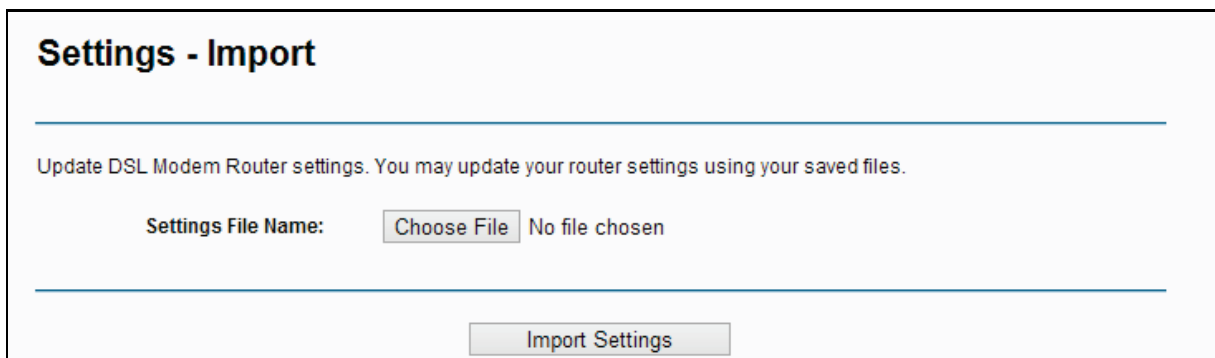 Settings - Import
Update DSL Modem Router settings. You may update your router settings using your saved files.
Settings File Name: Choose File No file chosen
Import Settings